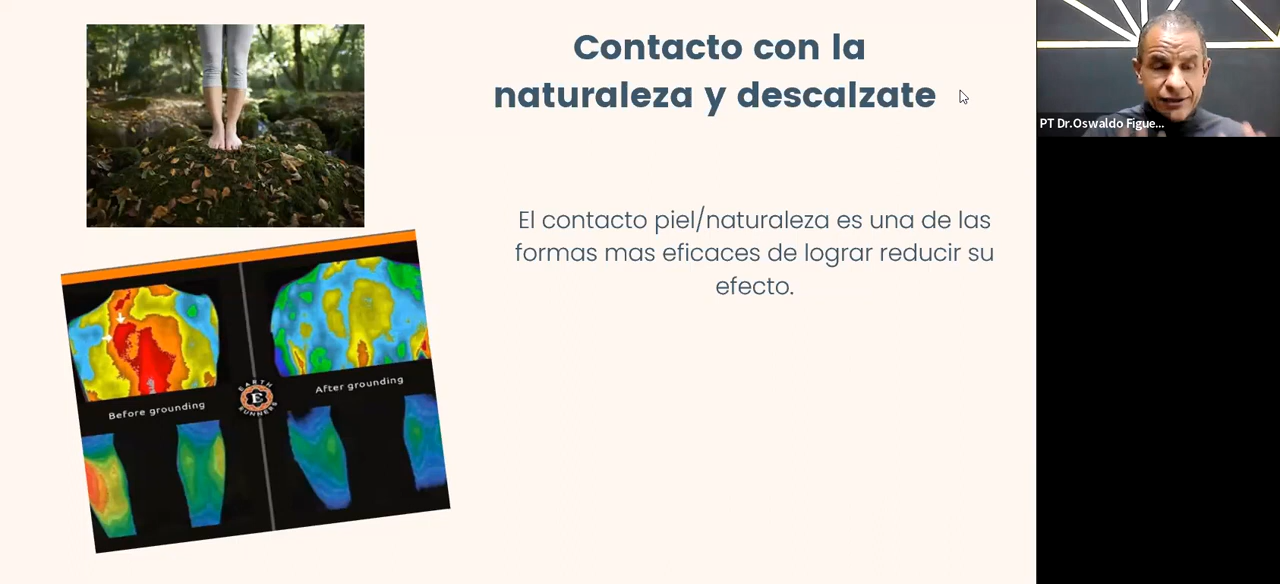 Contacto con la
naturaleza y descalzate
PT Dr.Oswaldo Figue...
El contacto piel/naturaleza es una de las
formas mas eficaces de lograr reducir su
efecto.
Before grounding
After grounding
EARTH
E
RUNNERS